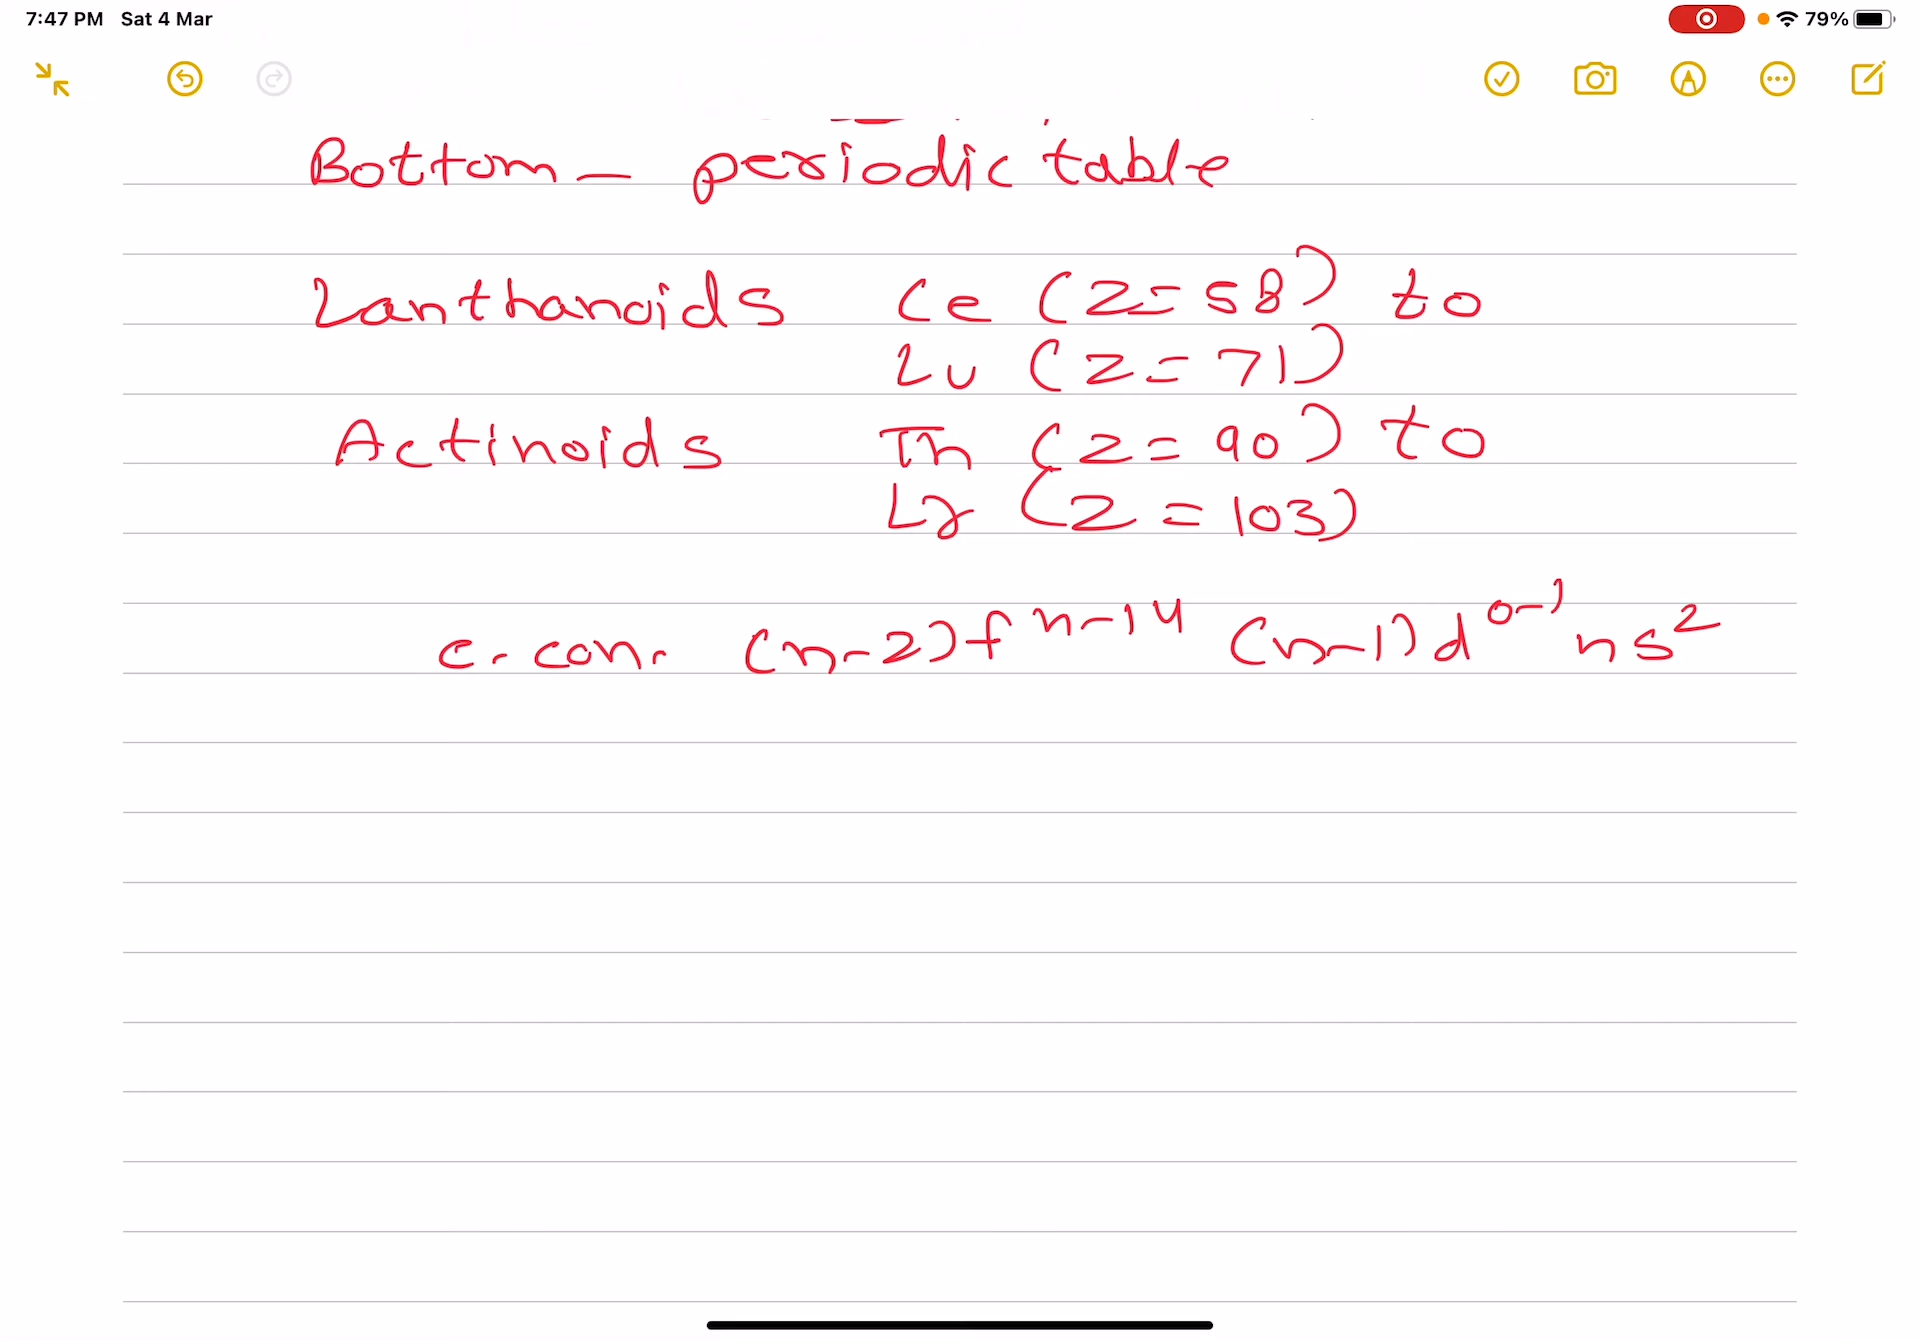 7:47 PM Sat 4 Mar 79%
Bottom - periodic table
Lanthanoids Ce (Z=58) to
Lu (Z=71)
Actinoids Th (Z=90) to
Lr (Z=103)
e. con. (n-2)f^n-14 (n-1)d^0-1 ns^2